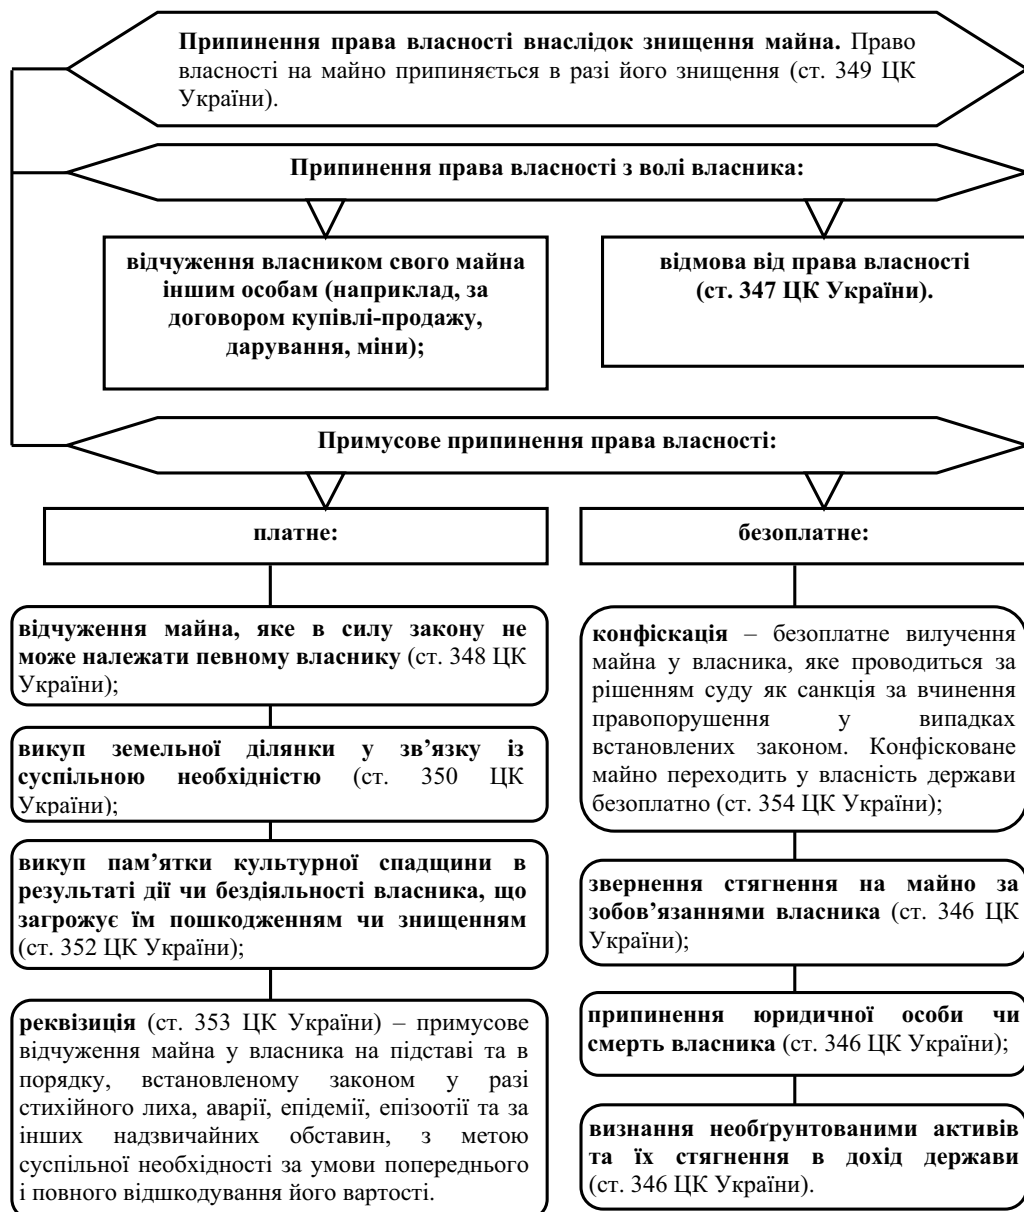 Припинення права власності внаслідок знищення майна. Право
власності на майно припиняється в разі його знищення (ст. 349 ЦК
України).
Припинення права власності з волі власника:
відчуження власником свого майна
іншим особам (наприклад, за
договором купівлі-продажу,
дарування, міни);
відмова від права власності
(ст. 347 ЦК України).
Примусове припинення права власності:
платне:
відчуження майна, яке в силу закону не
може належати певному власнику (ст. 348 ЦК
України);
викуп земельної ділянки у зв’язку із
суспільною необхідністю (ст. 350 ЦК
України);
викуп пам’ятки культурної спадщини в
результаті дії чи бездіяльності власника, що
загрожує їм пошкодженням чи знищенням
(ст. 352 ЦК України);
реквізиція (ст. 353 ЦК України) – примусове
відчуження майна у власника на підставі та в
порядку, встановленому законом у разі
стихійного лиха, аварії, епідемії, епізоотії та за
інших надзвичайних обставин, з метою
суспільної необхідності за умови попереднього
і повного відшкодування його вартості.
безоплатне:
конфіскація – безоплатне вилучення
майна у власника, яке проводиться за
рішенням суду як санкція за вчинення
правопорушення у випадках
встановлених законом. Конфісковане
майно переходить у власність держави
безоплатно (ст. 354 ЦК України);
звернення стягнення на майно за
зобов’язаннями власника (ст. 346 ЦК
України);
припинення юридичної особи чи
смерть власника (ст. 346 ЦК України);
визнання необґрунтованими активів
та їх стягнення в дохід держави
(ст. 346 ЦК України).